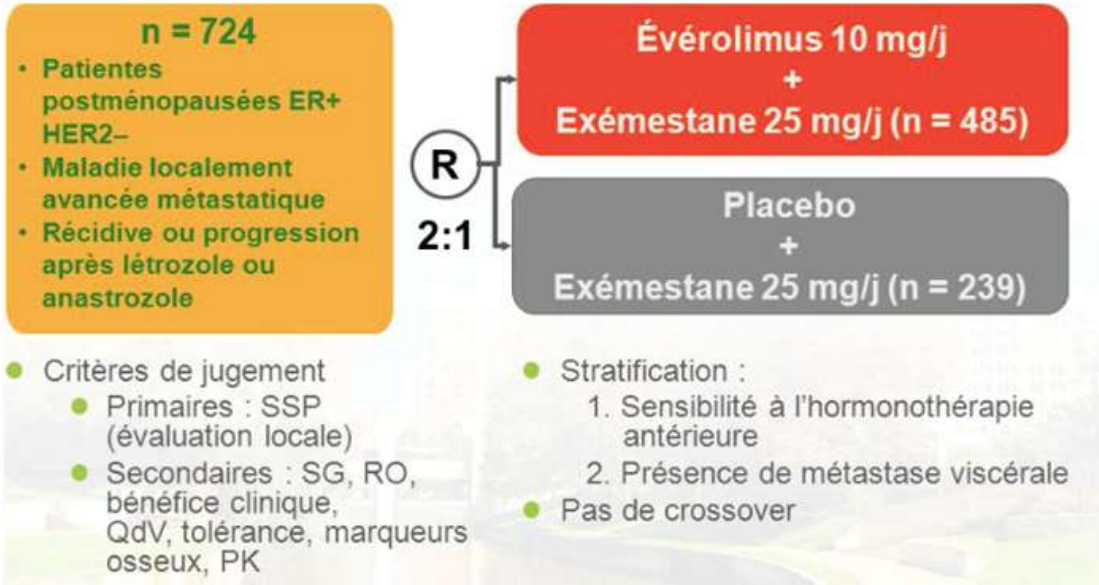 n = 724
• Patientes
postménopausées ER+
HER2–
• Maladie localement
avancée métastatique
• Récidive ou progression
après létrozole ou
anastrozole
R
2:1
Évérolimus 10 mg/j
+
Exémestane 25 mg/j (n = 485)
Placebo
+
Exémestane 25 mg/j (n = 239)
• Critères de jugement
• Primaires : SSP
(évaluation locale)
• Secondaires : SG, RO,
bénéfice clinique,
QdV, tolérance, marqueurs
osseux, PK
• Stratification :
1. Sensibilité à l'hormonothérapie
antérieure
2. Présence de métastase viscérale
• Pas de crossover